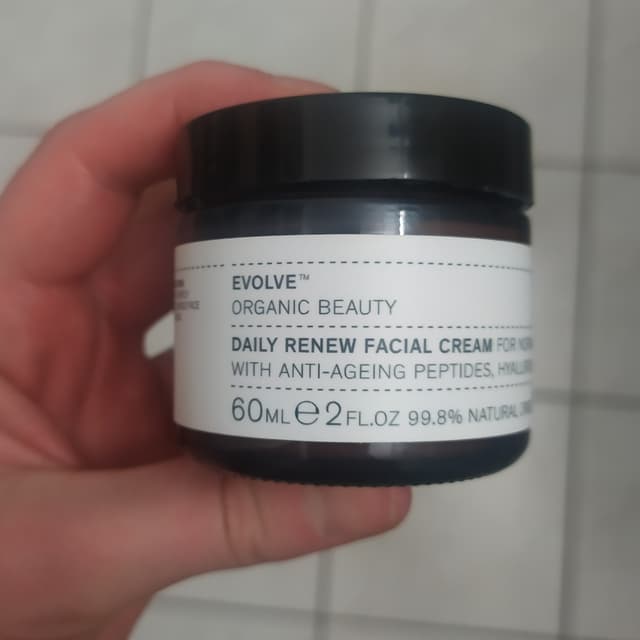 EVOLVE™
ORGANIC BEAUTY
DAILY RENEW FACIAL CREAM FOR
WITH ANTI-AGEING PEPTIDES,
60ML ℮ 2 FL.OZ 99.8% NATURAL